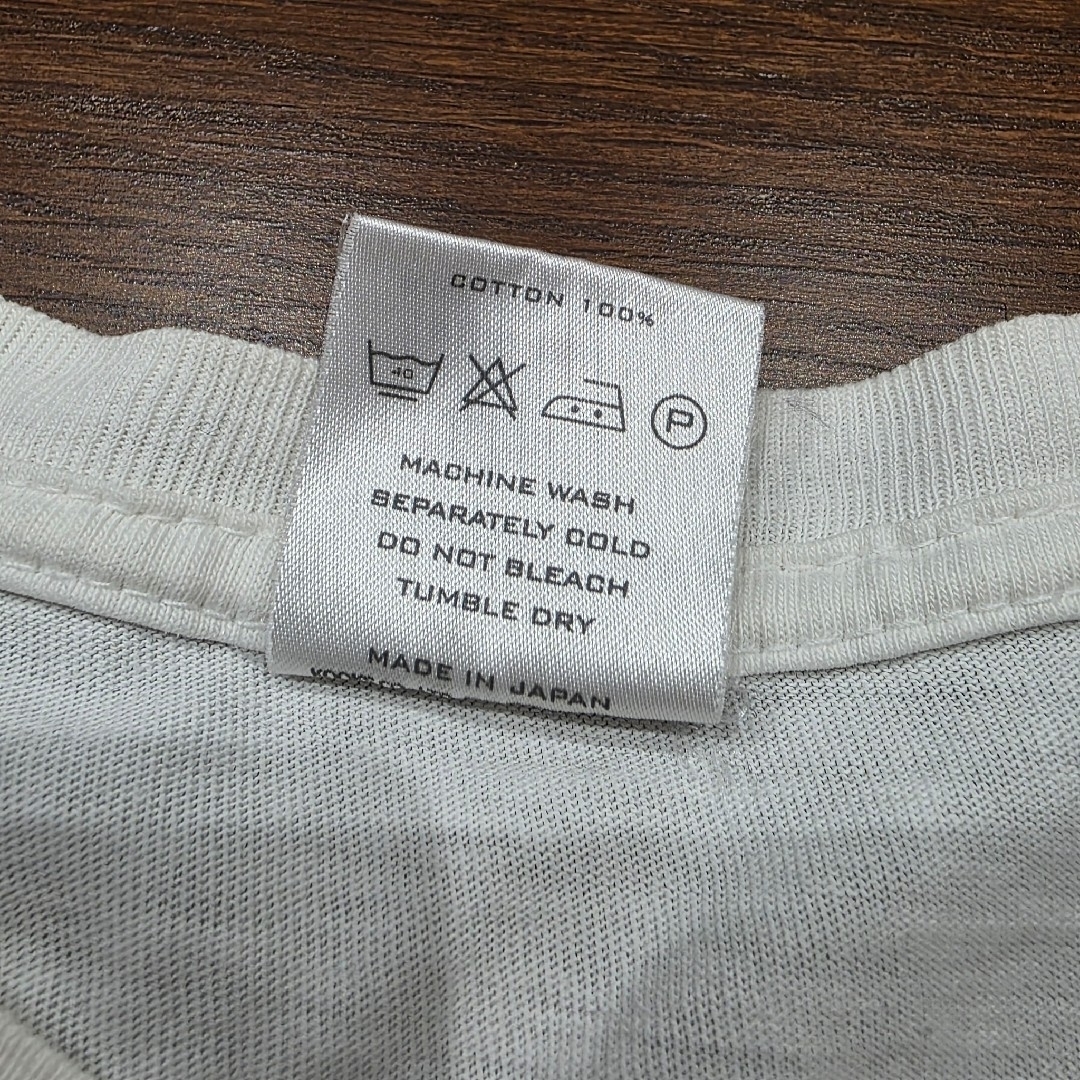 COTTON 100%
40
P
MACHINE WASH
SEPARATELY COLD
DO NOT BLEACH
TUMBLE DRY
MADE IN JAPAN